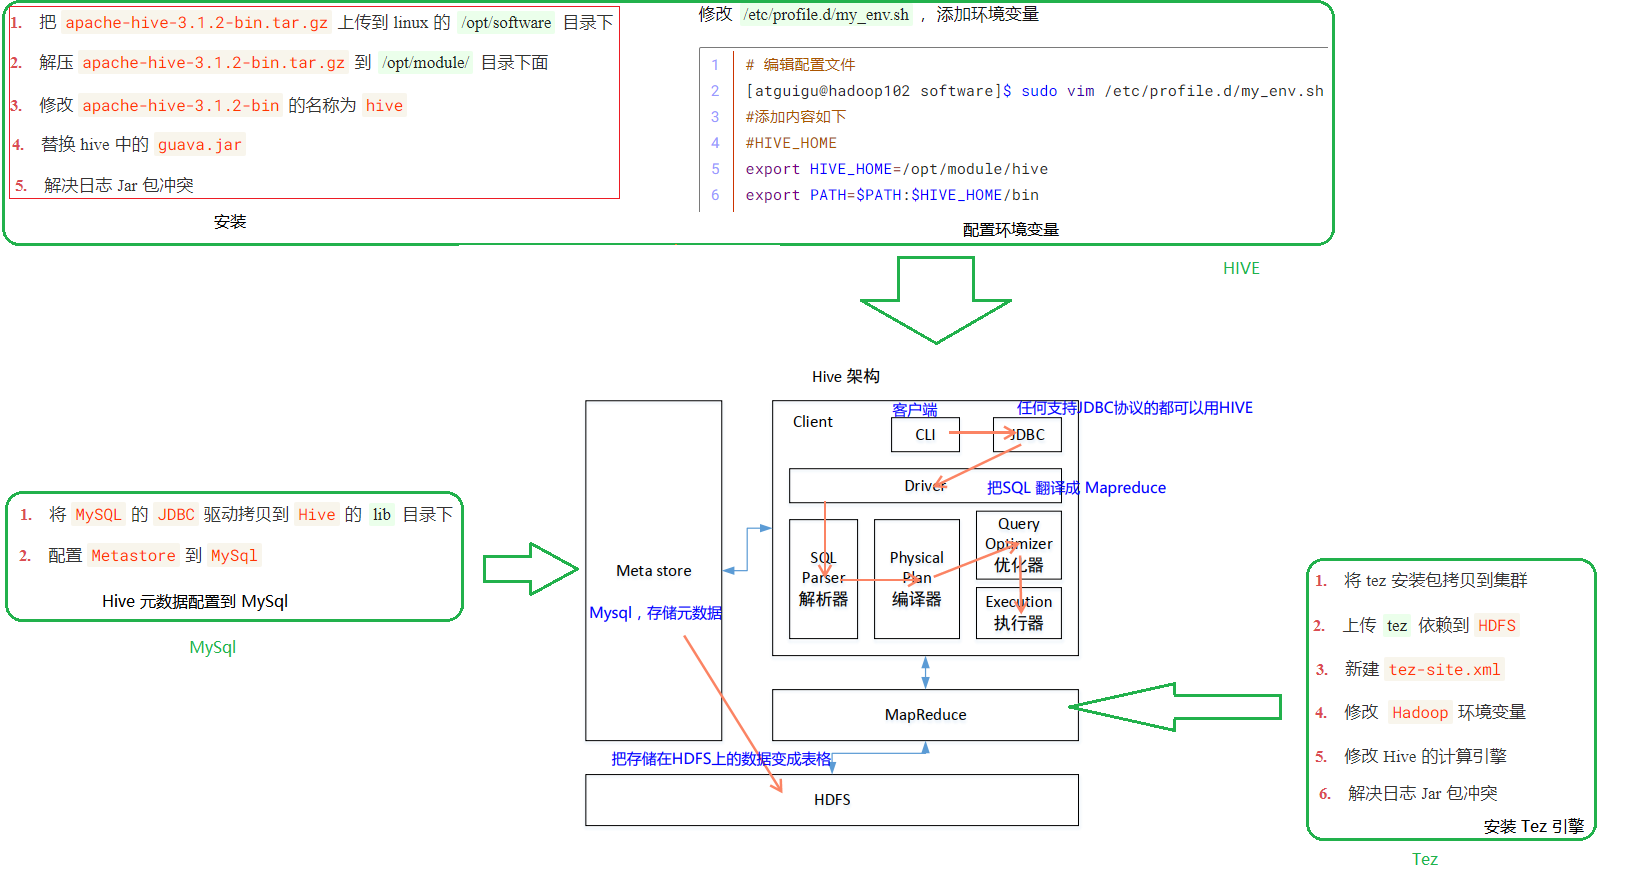 1. 把 apache-hive-3.1.2-bin.tar.gz 上传到 linux 的 /opt/software 目录下
2. 解压 apache-hive-3.1.2-bin.tar.gz 到 /opt/module/ 目录下面
3. 修改 apache-hive-3.1.2-bin 的名称为 hive
4. 替换 hive 中的 guava.jar
5. 解决日志 Jar 包冲突
安装
修改 /etc/profile.d/my_env.sh ，添加环境变量
1 # 编辑配置文件
2 [atguigu@hadoop102 software]$ sudo vim /etc/profile.d/my_env.sh
3 #添加内容如下
4 #HIVE_HOME
5 export HIVE_HOME=/opt/module/hive
6 export PATH=$PATH:$HIVE_HOME/bin
配置环境变量
HIVE
Hive 架构
客户端
任何支持JDBC协议的都可以用HIVE
Client
CLI
JDBC
Driver
把SQL 翻译成 Mapreduce
SQL
Parser
解析器
Physical
Plan
编译器
Query
Optimizer
优化器
Execution
执行器
Meta store
Mysql，存储元数据
MapReduce
把存储在HDFS上的数据变成表格
HDFS
1. 将 MySQL 的 JDBC 驱动拷贝到 Hive 的 lib 目录下
2. 配置 Metastore 到 MySql
Hive 元数据配置到 MySql
MySql
1. 将 tez 安装包拷贝到集群
2. 上传 tez 依赖到 HDFS
3. 新建 tez-site.xml
4. 修改 Hadoop 环境变量
5. 修改 Hive 的计算引擎
6. 解决日志 Jar 包冲突
安装 Tez 引擎
Tez